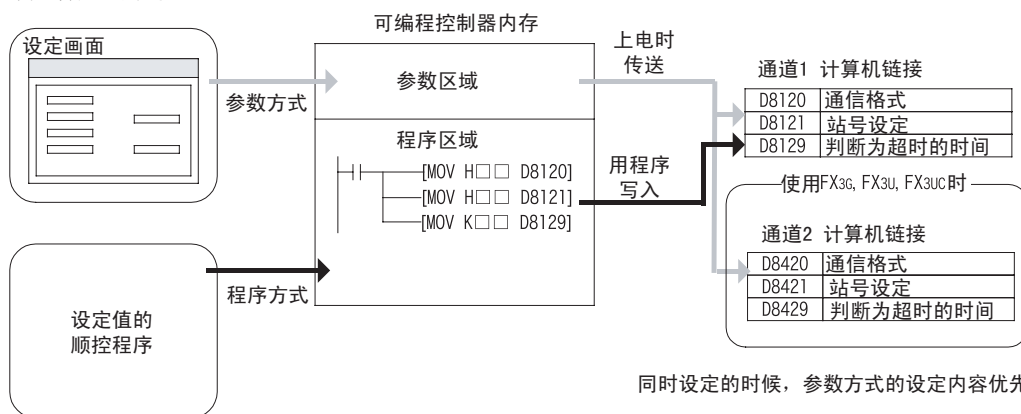 可编程控制器内存
设定画面
参数方式
参数区域
上电时
传送
程序区域
[MOV H□□ D8120]
[MOV H□□ D8121]
[MOV K□□ D8129]
用程序
写入
程序方式
设定值的
顺控程序
通道1 计算机链接
D8120 通信格式
D8121 站号设定
D8129 判断为超时的时间
使用FX3G, FX3U, FX3UC时
通道2 计算机链接
D8420 通信格式
D8421 站号设定
D8429 判断为超时的时间
同时设定的时候，参数方式的设定内容优先